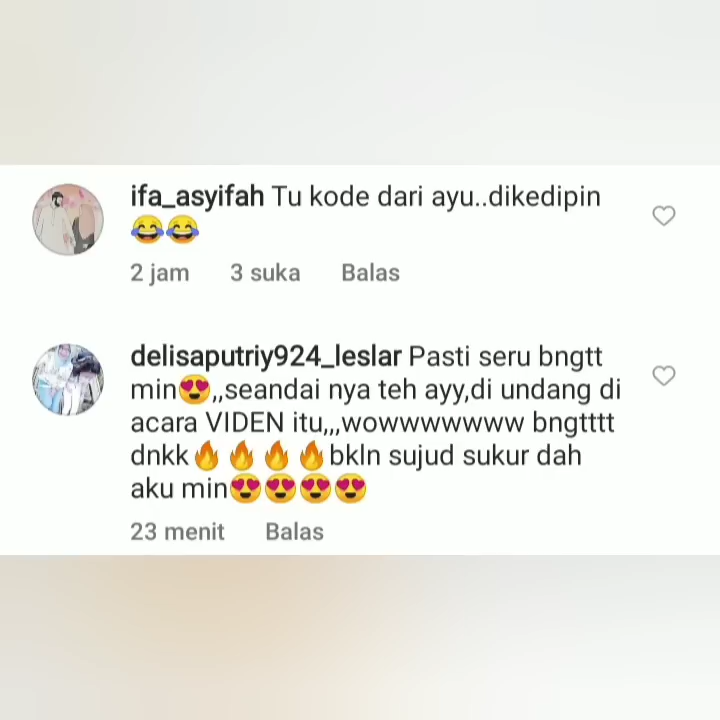 ifa_asyifah Tu kode dari ayu..dikedipin
😂😂
2 jam 3 suka Balas
delisaputriy924_leslar Pasti seru bngtt
min😍,,seandai nya teh ayy,di undang di
acara VIDEN itu,,,wowwwwwwww bngtttt
dnkk🔥🔥🔥🔥bkln sujud sukur dah
aku min😍😍😍😍
23 menit Balas